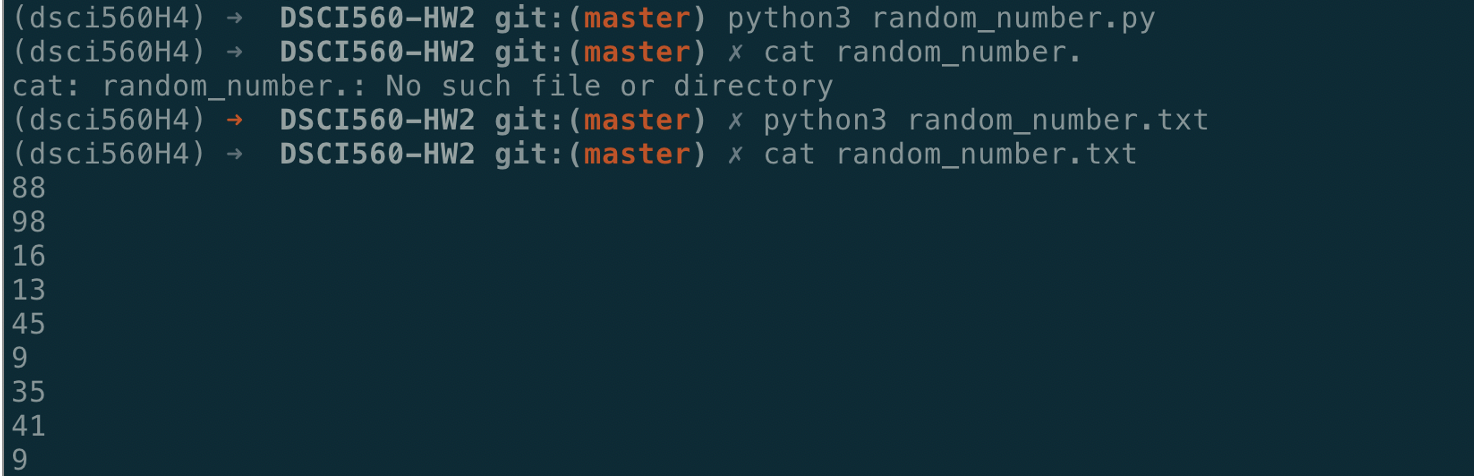 (dsci560H4) → DSCI560-HW2 git:(master) python3 random_number.py
(dsci560H4) → DSCI560-HW2 git:(master) ✗ cat random_number.
cat: random_number.: No such file or directory
(dsci560H4) → DSCI560-HW2 git:(master) ✗ python3 random_number.txt
(dsci560H4) → DSCI560-HW2 git:(master) ✗ cat random_number.txt
88
98
16
13
45
9
35
41
9